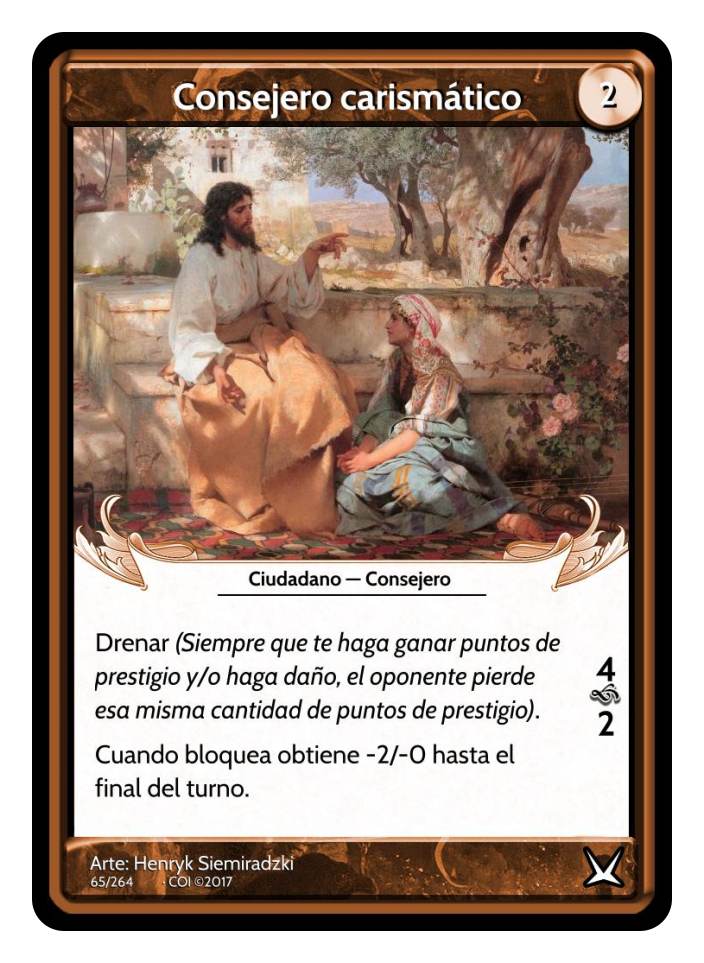 Consejero carismático
2
Ciudadano — Consejero
Drenar (Siempre que te haga ganar puntos de
prestigio y/o haga daño, el oponente pierde
esa misma cantidad de puntos de prestigio).
4
2
Cuando bloquea obtiene -2/-0 hasta el
final del turno.
Arte: Henryk Siemiradzki
65/264 · COI ©2017